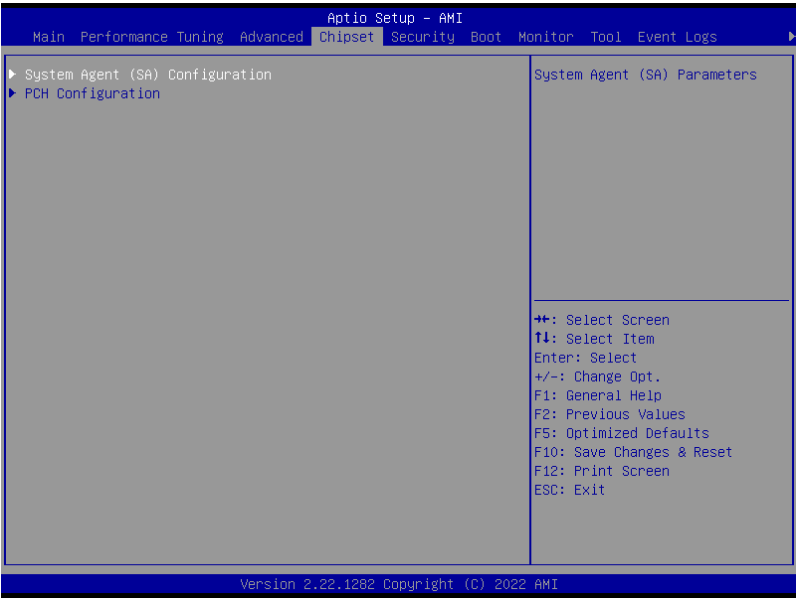 Aptio Setup – AMI
Main Performance Tuning Advanced Chipset Security Boot Monitor Tool Event Logs
System Agent (SA) Configuration
PCH Configuration
System Agent (SA) Parameters
→←: Select Screen
↑↓: Select Item
Enter: Select
+/-: Change Opt.
F1: General Help
F2: Previous Values
F5: Optimized Defaults
F10: Save Changes & Reset
F12: Print Screen
ESC: Exit
Version 2.22.1282 Copyright (C) 2022 AMI